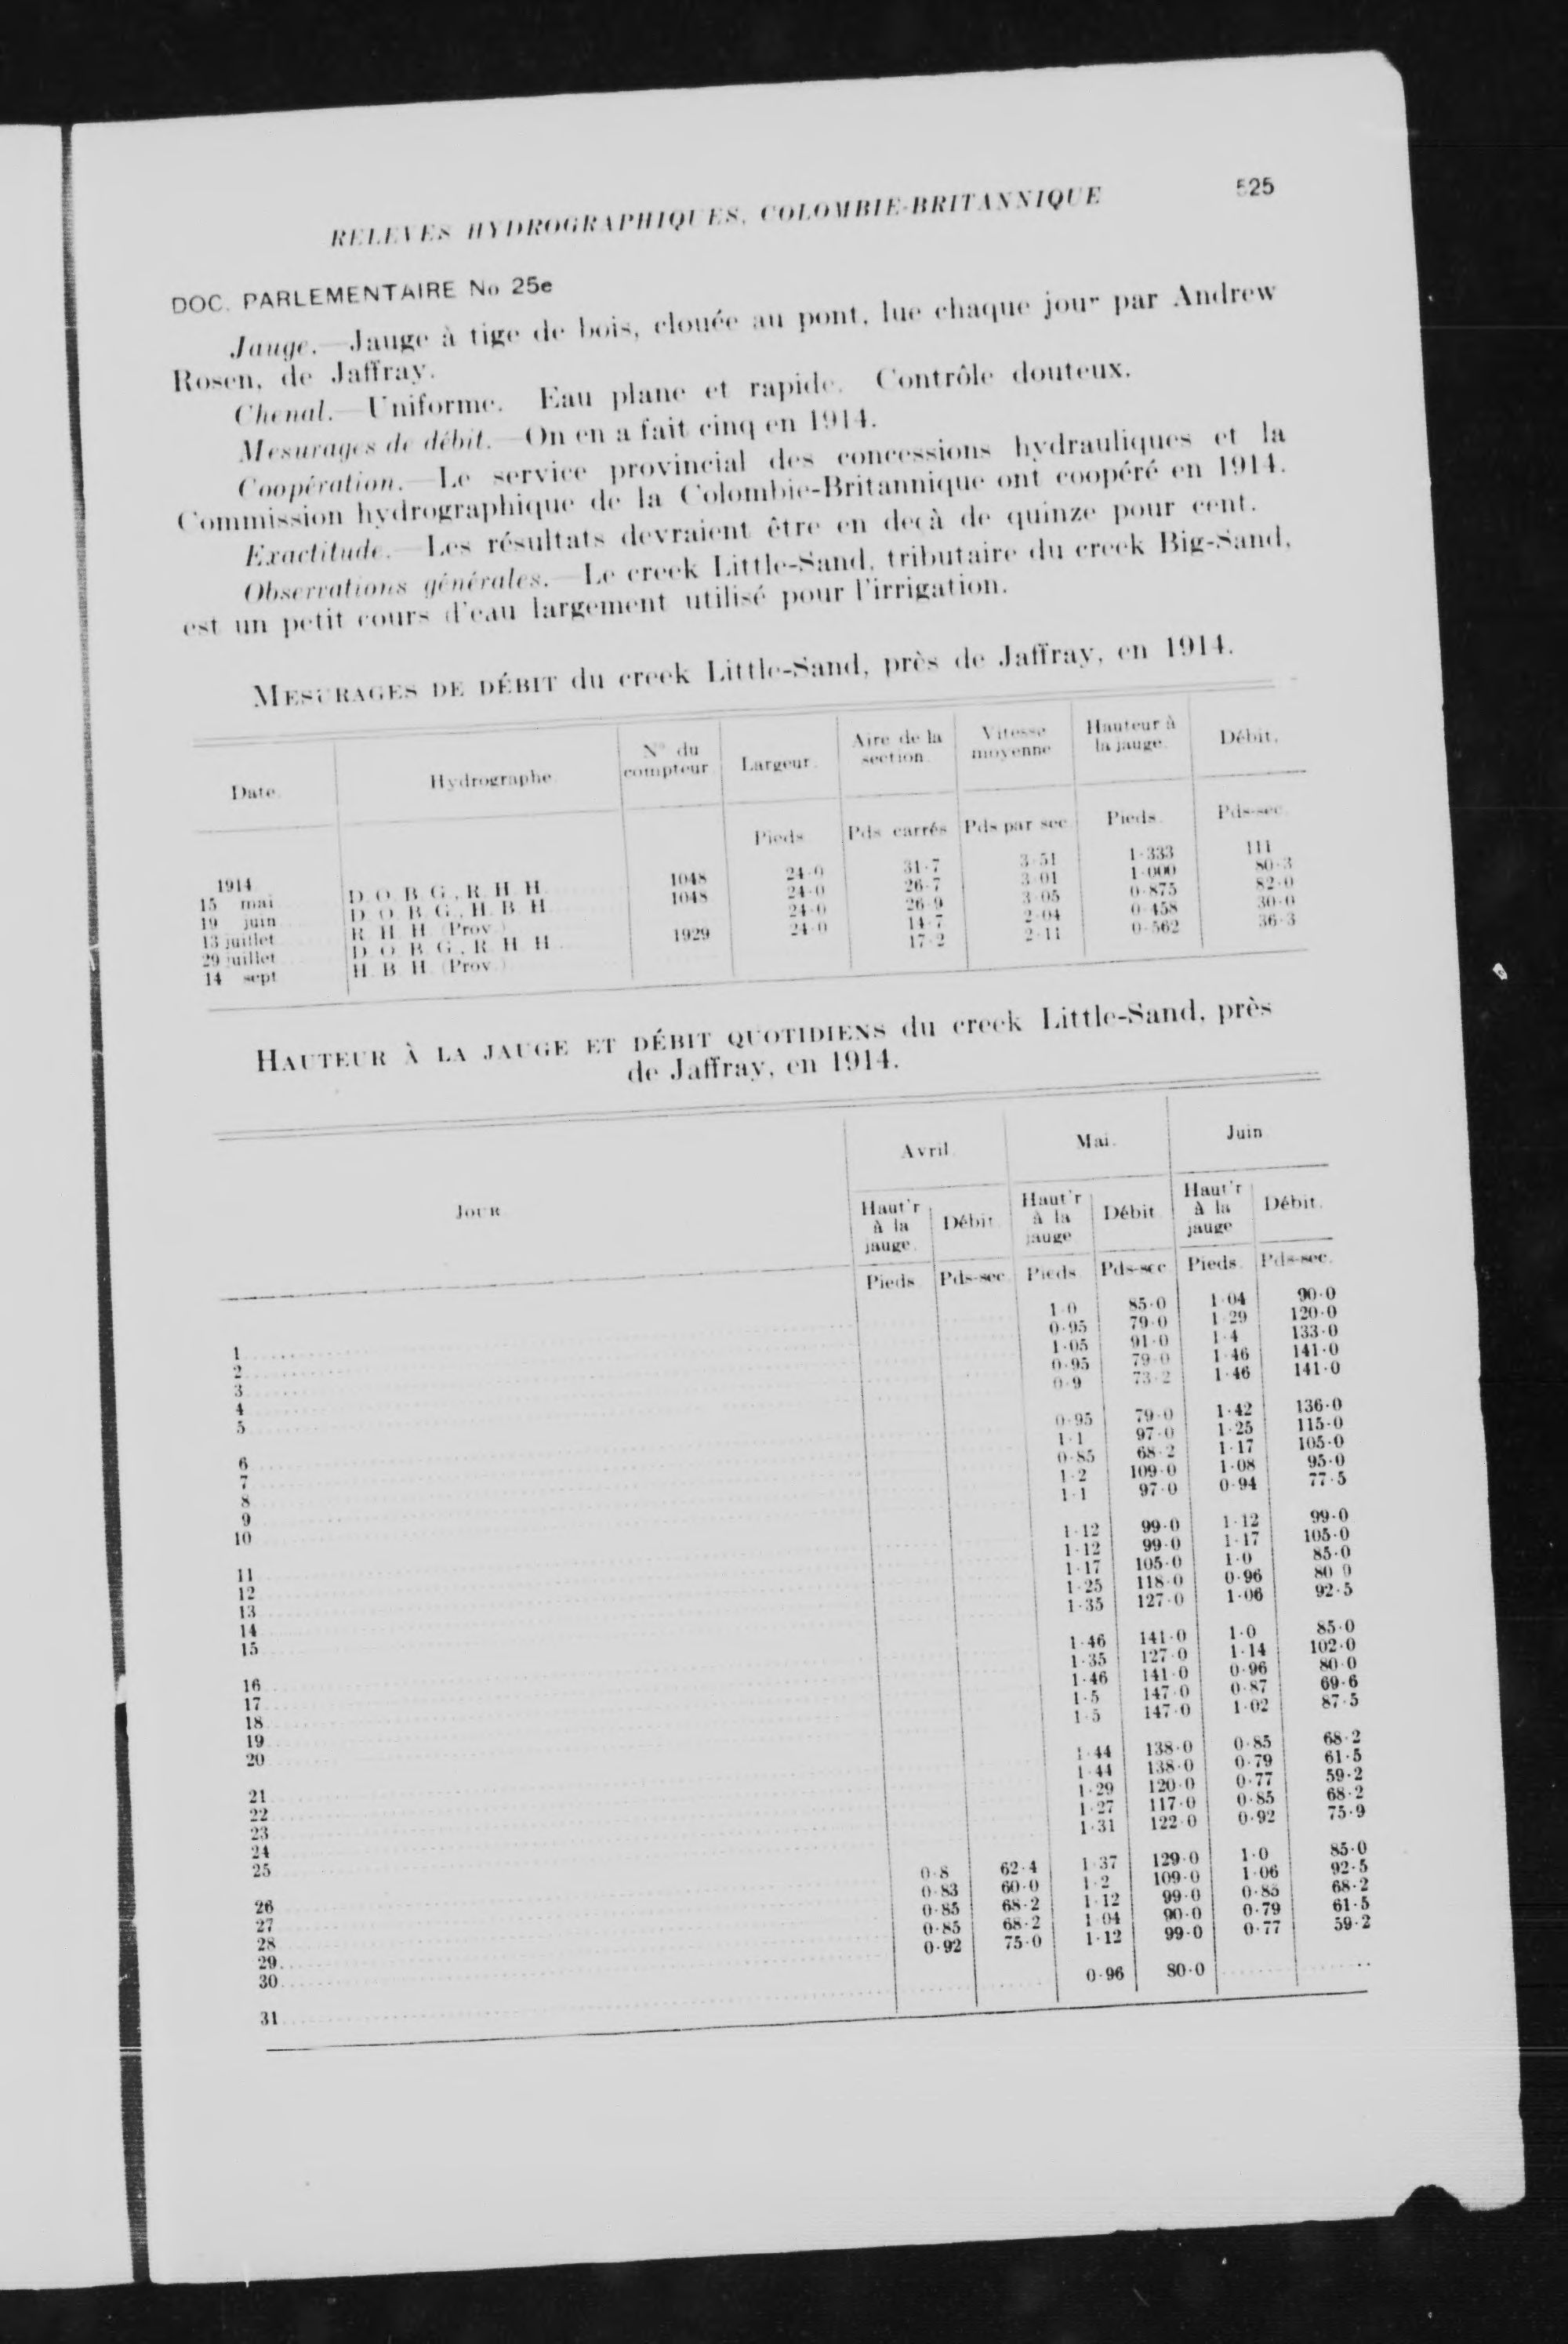 RELEVES HYDROGRAPHIQUES, COLOMBIE-BRITANNIQUE 525
DOC. PARLEMENTAIRE No 25e
Jauge.—Jauge à tige de bois, clouée au pont, lue chaque jour par Andrew
Rosen, de Jaffray.
Chenal.—Uniforme. Eau plane et rapide. Contrôle douteux.
Mesurages de débit.—On en a fait cinq en 1914.
Coopération.—Le service provincial des concessions hydrauliques et la
Commission hydrographique de la Colombie-Britannique ont coopéré en 1914.
Exactitude.—Les résultats devraient être en deçà de quinze pour cent.
Observations générales.—Le creek Little-Sand, tributaire du creek Big-Sand,
est un petit cours d'eau largement utilisé pour l'irrigation.
MESURAGES DE DÉBIT du creek Little-Sand, près de Jaffray, en 1914.
Date. Hydrographe. N° du compteur. Largeur. Aire de la section. Vitesse moyenne Hauteur à la jauge. Débit.
Pieds. Pds carrés Pds par sec. Pieds. Pds-sec.
1914
15 mai D. O. B. G., R. H. H. 1048 24·0 31·7 3·51 1·333 111
19 juin D. O. B. G., H. B. H. 1048 24·0 26·7 3·01 1·000 80·3
13 juillet R. H. H. (Prov.) 24·0 26·9 3·05 0·875 82·0
29 juillet D. O. B. G., R. H. H. 1929 24·0 14·7 2·04 0·458 30·0
14 sept H. B. H. (Prov.) 17·2 2·11 0·562 36·3
HAUTEUR À LA JAUGE ET DÉBIT QUOTIDIENS du creek Little-Sand, près
de Jaffray, en 1914.
Avril. Mai. Juin
JOUR Haut'r à la jauge. Débit. Haut'r à la jauge Débit. Haut'r à la jauge Débit.
Pieds. Pds-sec. Pieds. Pds-sec. Pieds. Pds-sec.
1 1·0 85·0 1·04 90·0
2 0·95 79·0 1·29 120·0
3 1·05 91·0 1·4 133·0
4 0·95 79·0 1·46 141·0
5 0·9 73·2 1·46 141·0
6 0·95 79·0 1·42 136·0
7 1·1 97·0 1·25 115·0
8 0·85 68·2 1·17 105·0
9 1·2 109·0 1·08 95·0
10 1·1 97·0 0·94 77·5
11 1·12 99·0 1·12 99·0
12 1·12 99·0 1·17 105·0
13 1·17 105·0 1·0 85·0
14 1·25 118·0 0·96 80·0
15 1·35 127·0 1·06 92·5
16 1·46 141·0 1·0 85·0
17 1·35 127·0 1·14 102·0
18 1·46 141·0 0·96 80·0
19 1·5 147·0 0·87 69·6
20 1·5 147·0 1·02 87·5
21 1·44 138·0 0·85 68·2
22 1·44 138·0 0·79 61·5
23 1·29 120·0 0·77 59·2
24 1·27 117·0 0·85 68·2
25 1·31 122·0 0·92 75·9
26 0·8 62·4 1·37 129·0 1·0 85·0
27 0·83 60·0 1·2 109·0 1·06 92·5
28 0·85 68·2 1·12 99·0 0·85 68·2
29 0·85 68·2 1·04 90·0 0·79 61·5
30 0·92 75·0 1·12 99·0 0·77 59·2
31 0·96 80·0